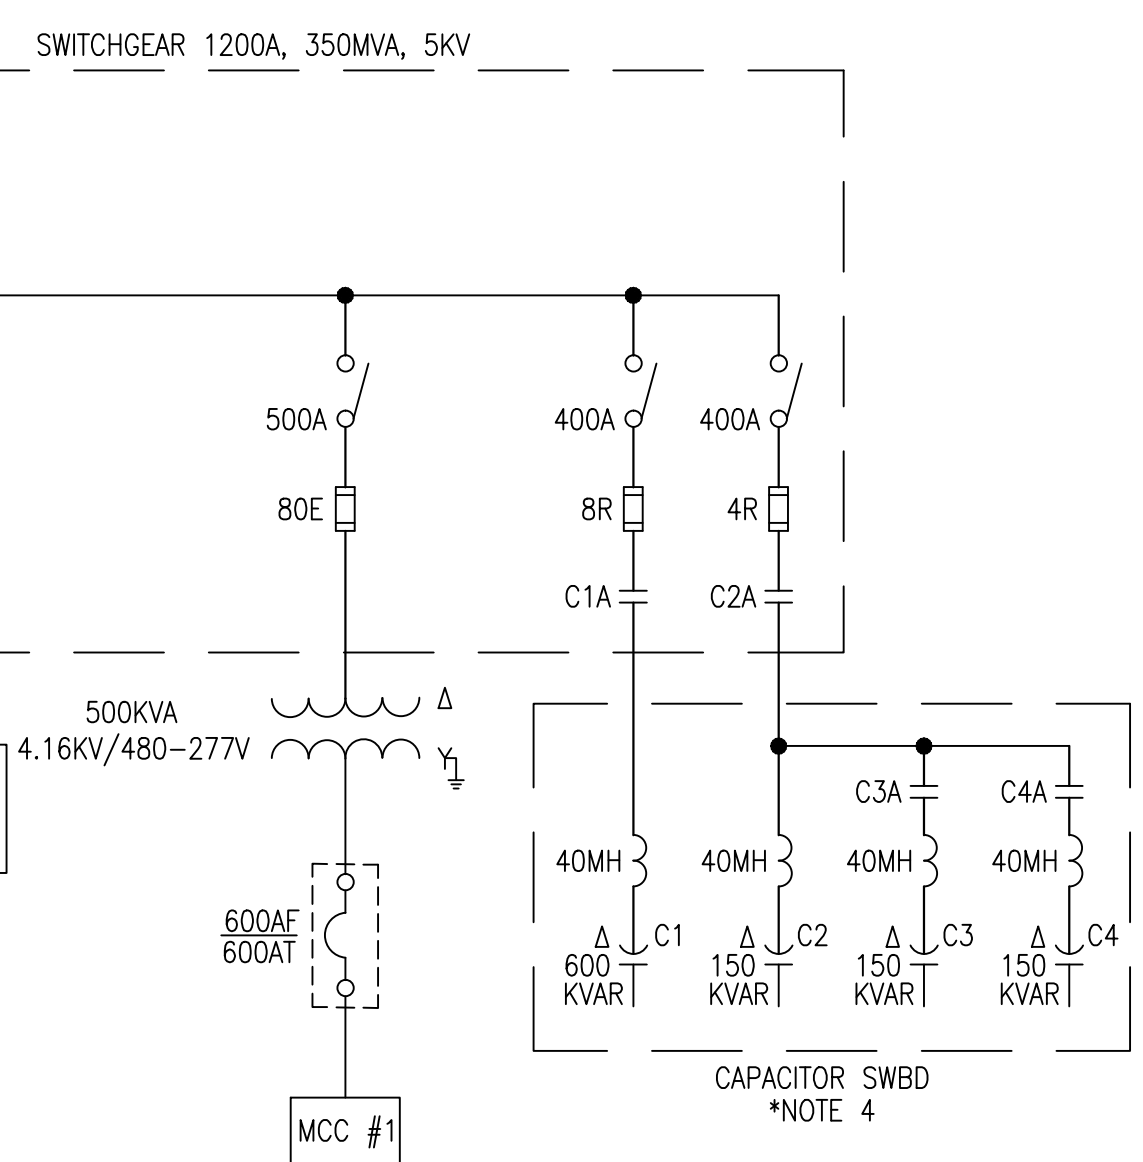 SWITCHGEAR 1200A, 350MVA, 5KV
500A
400A
400A
80E
8R
4R
C1A
C2A
500KVA
Δ
4.16KV/480-277V
Y
C3A
C4A
40MH
40MH
40MH
40MH
600AF
600AT
Δ C1
600
KVAR
Δ C2
150
KVAR
Δ C3
150
KVAR
Δ C4
150
KVAR
CAPACITOR SWBD
*NOTE 4
MCC #1